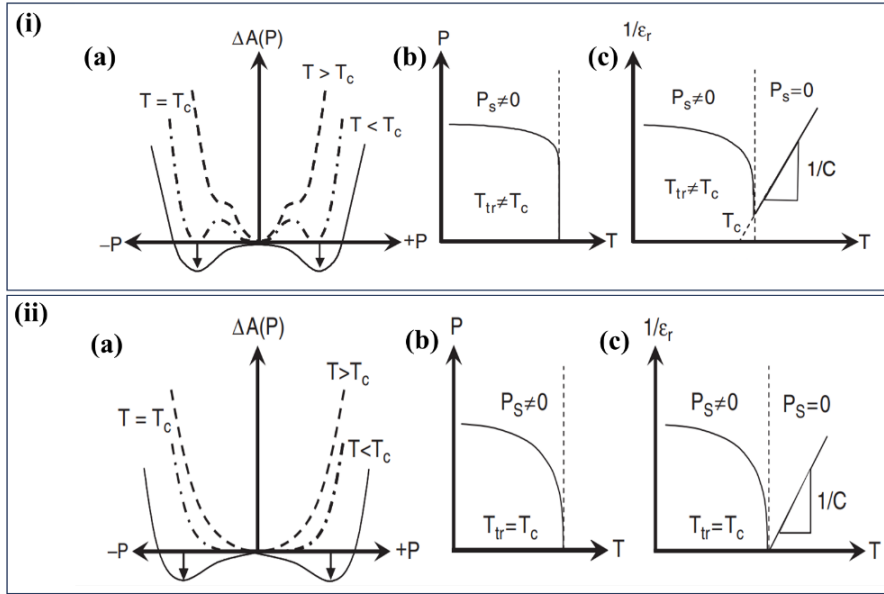 (i)
(a)
ΔA(P)
T = Tc
T > Tc
T < Tc
–P
+P
(b)
P
Ps≠0
Ttr≠Tc
T
(c)
1/εr
Ps≠0
Ps=0
Ttr≠Tc
Tc
1/C
T
(ii)
(a)
ΔA(P)
T = Tc
T>Tc
T<Tc
–P
+P
(b)
P
PS≠0
Ttr=Tc
T
(c)
1/εr
PS≠0
PS=0
Ttr=Tc
1/C
T